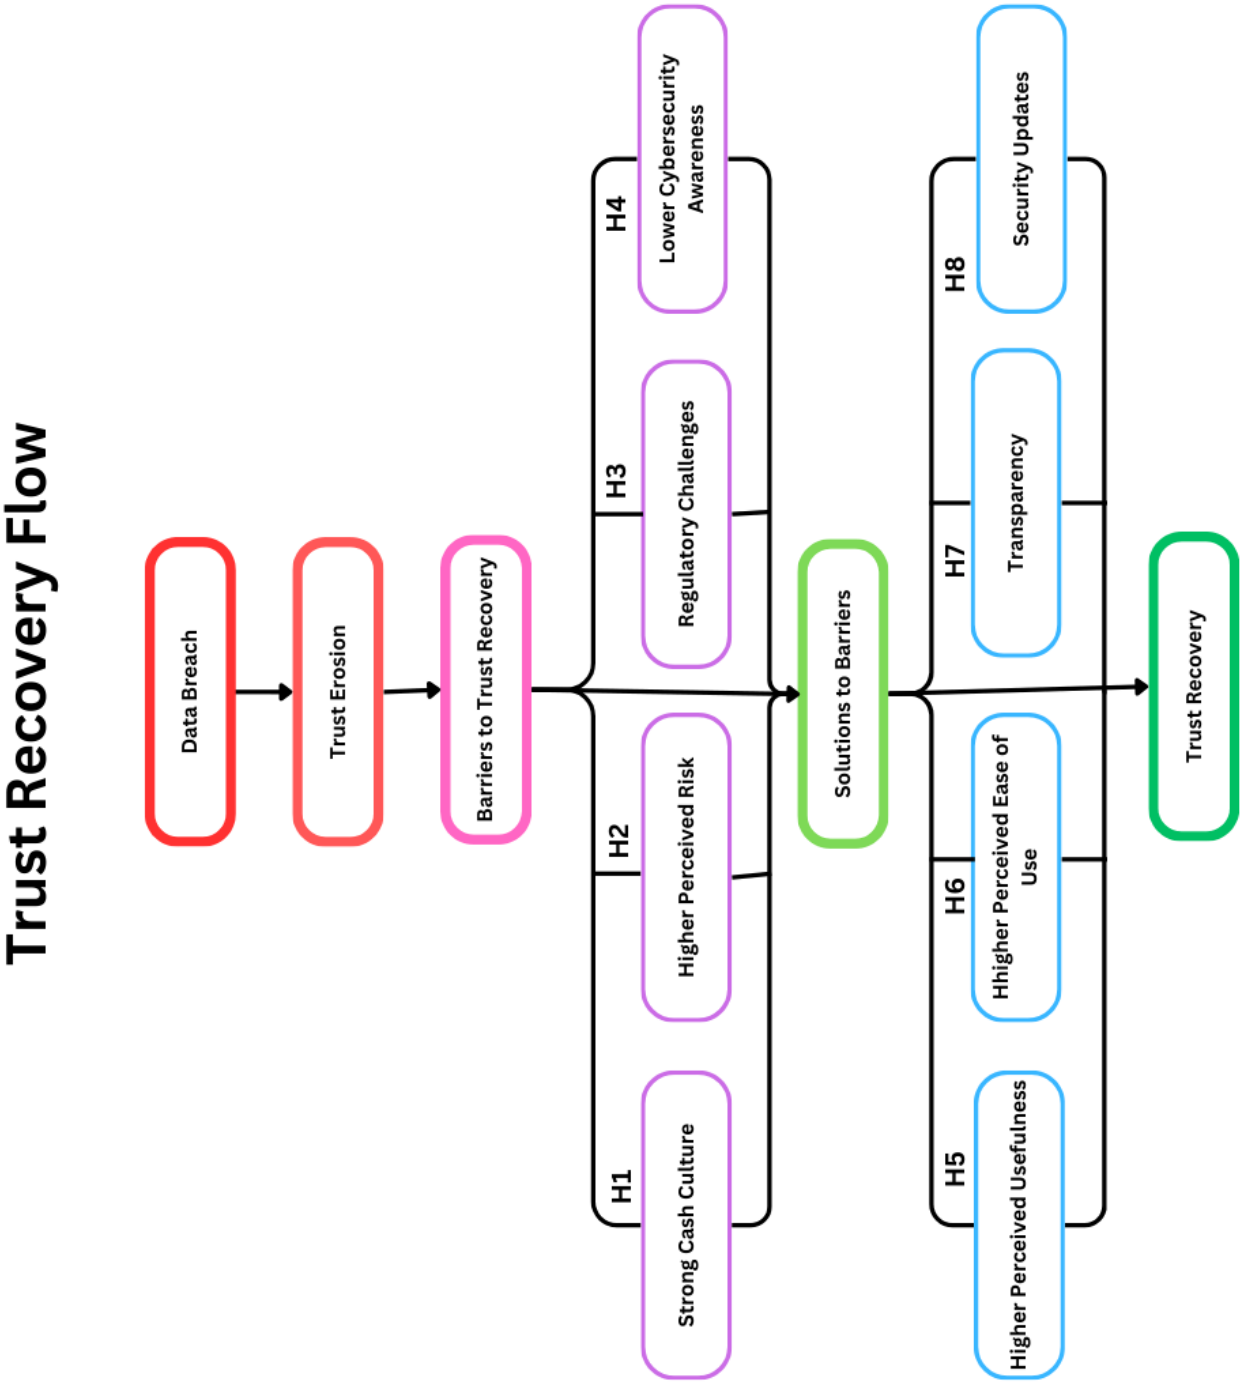 Trust Recovery Flow
Data Breach
Trust Erosion
Barriers to Trust Recovery
H1
H2
H3
H4
Strong Cash Culture
Higher Perceived Risk
Regulatory Challenges
Lower Cybersecurity
Awareness
Solutions to Barriers
H5
H6
H7
H8
Higher Perceived Usefulness
Hhigher Perceived Ease of
Use
Transparency
Security Updates
Trust Recovery